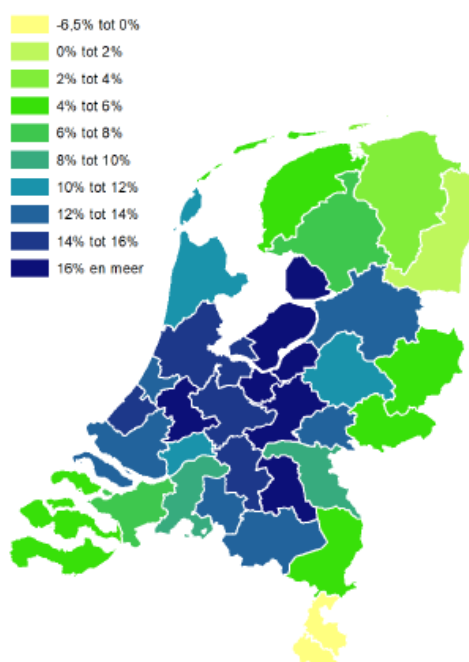 -6,5% tot 0%
0% tot 2%
2% tot 4%
4% tot 6%
6% tot 8%
8% tot 10%
10% tot 12%
12% tot 14%
14% tot 16%
16% en meer